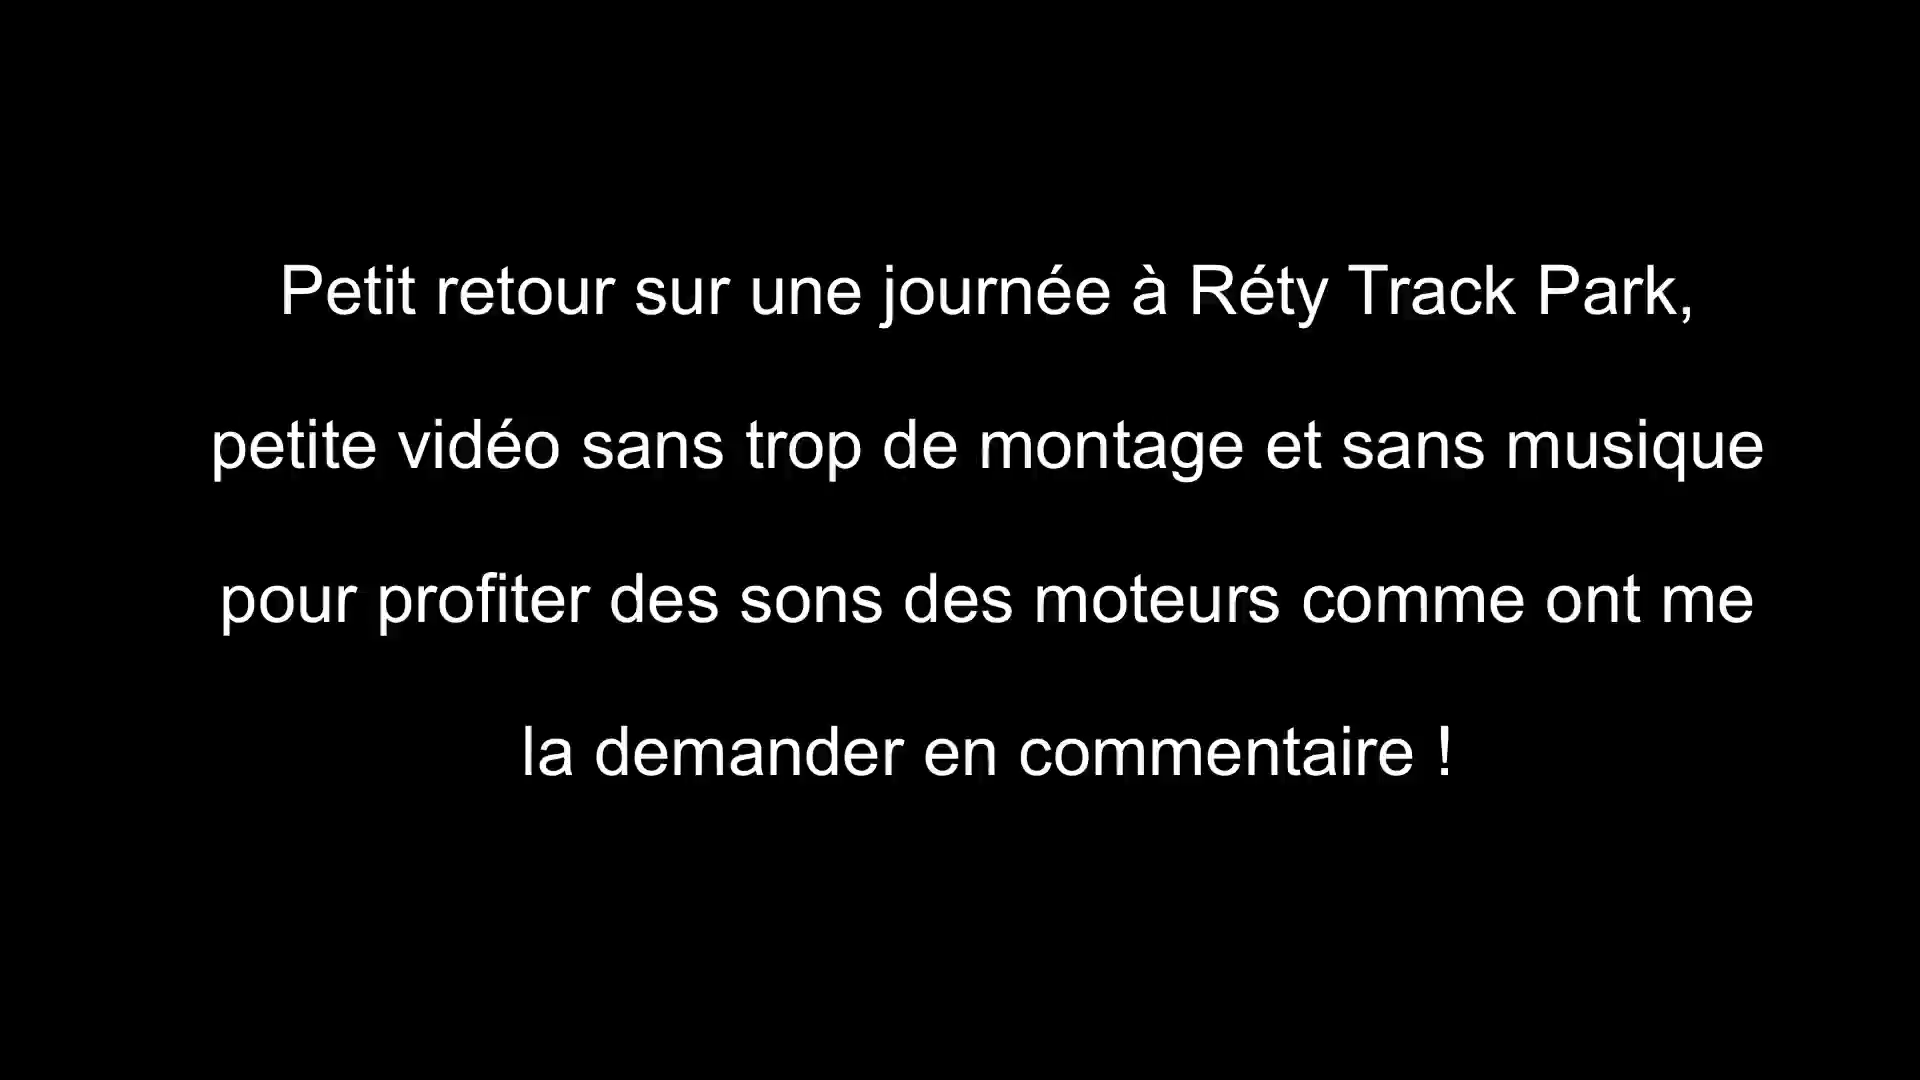 Petit retour sur une journée à Réty Track Park,
petite vidéo sans trop de montage et sans musique
pour profiter des sons des moteurs comme ont me
la demander en commentaire !